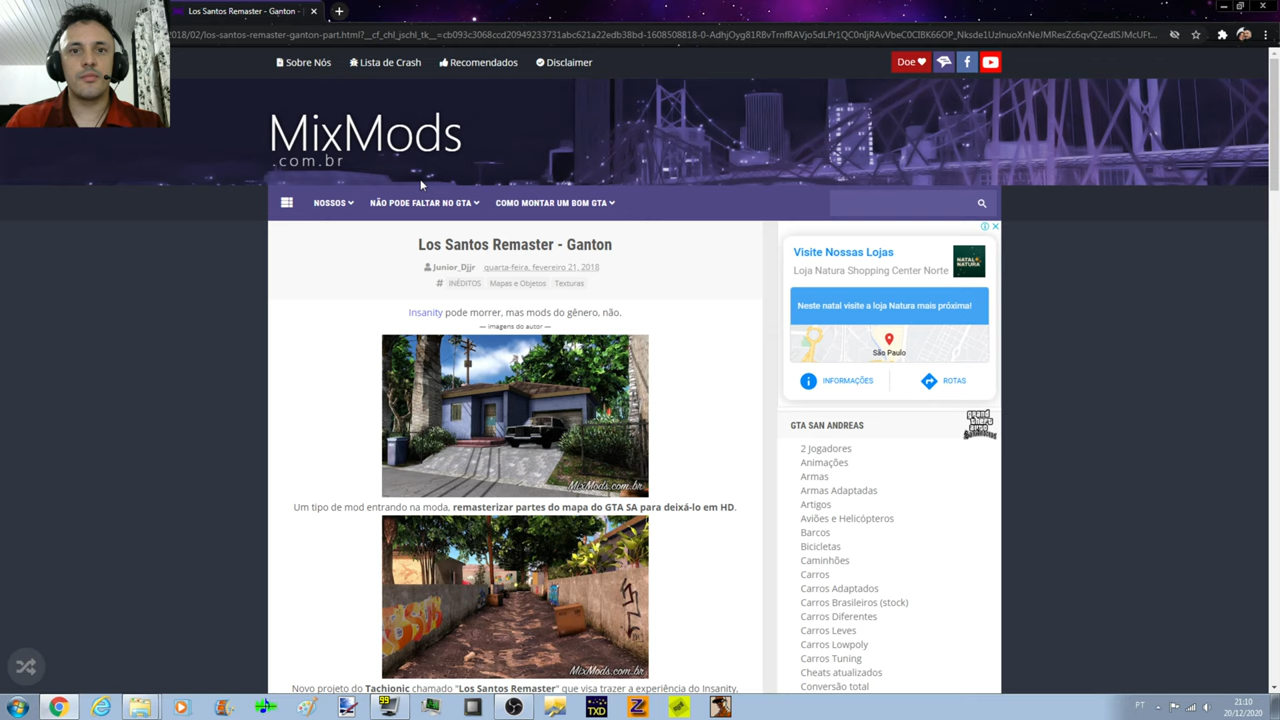 Los Santos Remaster - Ganton -
e Nós
Lista de Crash
Recomendados
Disclaimer
Doe
MixMods
.com.br
NOSSOS
NÃO PODE FALTAR NO GTA
COMO MONTAR UM BOM GTA
Los Santos Remaster - Ganton
Junior_Djjr
quarta-feira, fevereiro 21, 2018
# INÉDITOS Mapas e Objetos Texturas
Insanity pode morrer, mas mods do gênero, não.
— imagens do autor —
MixMods.com.br
Um tipo de mod entrando na moda, remasterizar partes do mapa do GTA SA para deixá-lo em HD.
MixMods.com.br
Novo projeto do Tachionic chamado "Los Santos Remaster" que visa trazer a experiência do Insanity,
Visite Nossas Lojas
Loja Natura Shopping Center Norte
NATAL
NATURA
Neste natal visite a loja Natura mais próxima!
São Paulo
INFORMAÇÕES
ROTAS
GTA SAN ANDREAS
grand
theft
auto
2 Jogadores
Animações
Armas
Armas Adaptadas
Artigos
Aviões e Helicópteros
Barcos
Bicicletas
Caminhões
Carros
Carros Adaptados
Carros Brasileiros (stock)
Carros Diferentes
Carros Leves
Carros Lowpoly
Carros Tuning
Cheats atualizados
Conversão total
99
TXD
PT
21:10
20/12/2020